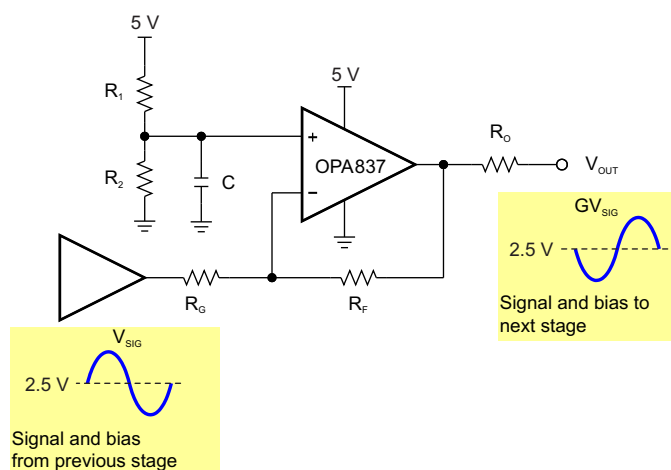 5 V
R1
5 V
+
OPA837
RO
VOUT
R2
C
−
GVSIG
2.5 V
RG
RF
Signal and bias to
next stage
VSIG
2.5 V
Signal and bias
from previous stage